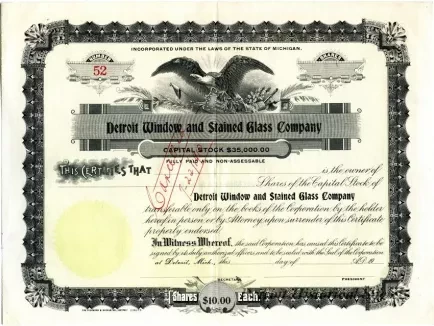 INCORPORATED UNDER THE LAWS OF THE STATE OF MICHIGAN.
NUMBER
SHARES
52
Detroit Window and Stained Glass Company
CAPITAL STOCK $35,000.00
FULLY PAID AND NON-ASSESSABLE
THIS CERTIFIES THAT
is the owner of
Shares of the Capital Stock of
Detroit Window and Stained Glass Company
transferable only on the books of the Corporation by the holder
hereof in person or by Attorney upon surrender of this Certificate
properly endorsed.
In Witness Whereof, the said Corporation has caused this Certificate to be
signed by its duly authorized officers and to be sealed with the Seal of the Corporation
at Detroit, Mich., this day of A.D. 19
SECRETARY
PRESIDENT
Shares $10.00 Each.